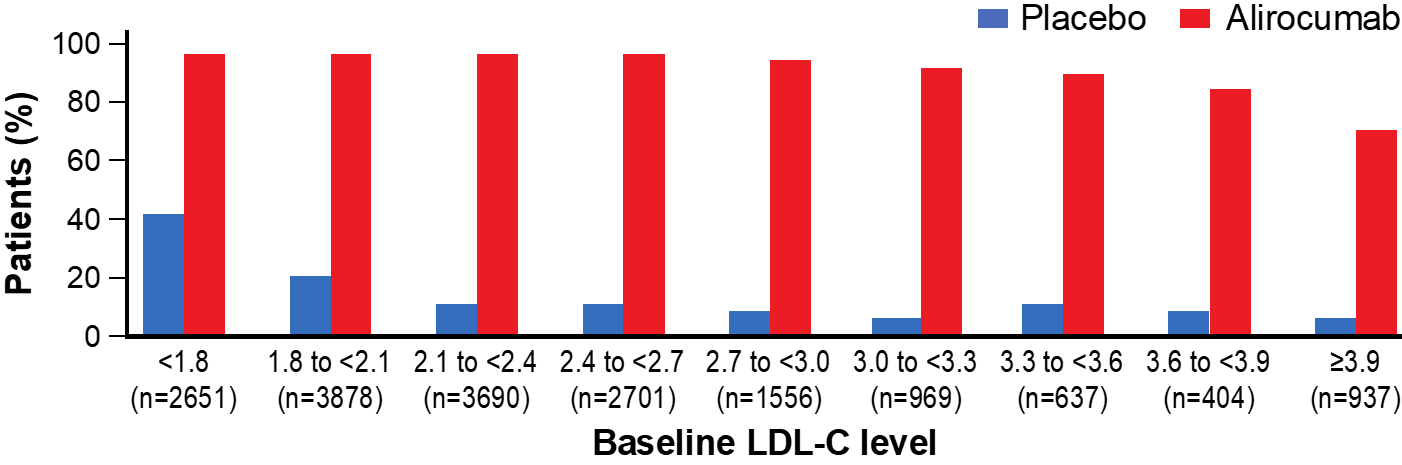 Placebo Alirocumab
Patients (%)
100
80
60
40
20
0
<1.8 1.8 to <2.1 2.1 to <2.4 2.4 to <2.7 2.7 to <3.0 3.0 to <3.3 3.3 to <3.6 3.6 to <3.9 ≥3.9
(n=2651) (n=3878) (n=3690) (n=2701) (n=1556) (n=969) (n=637) (n=404) (n=937)
Baseline LDL-C level